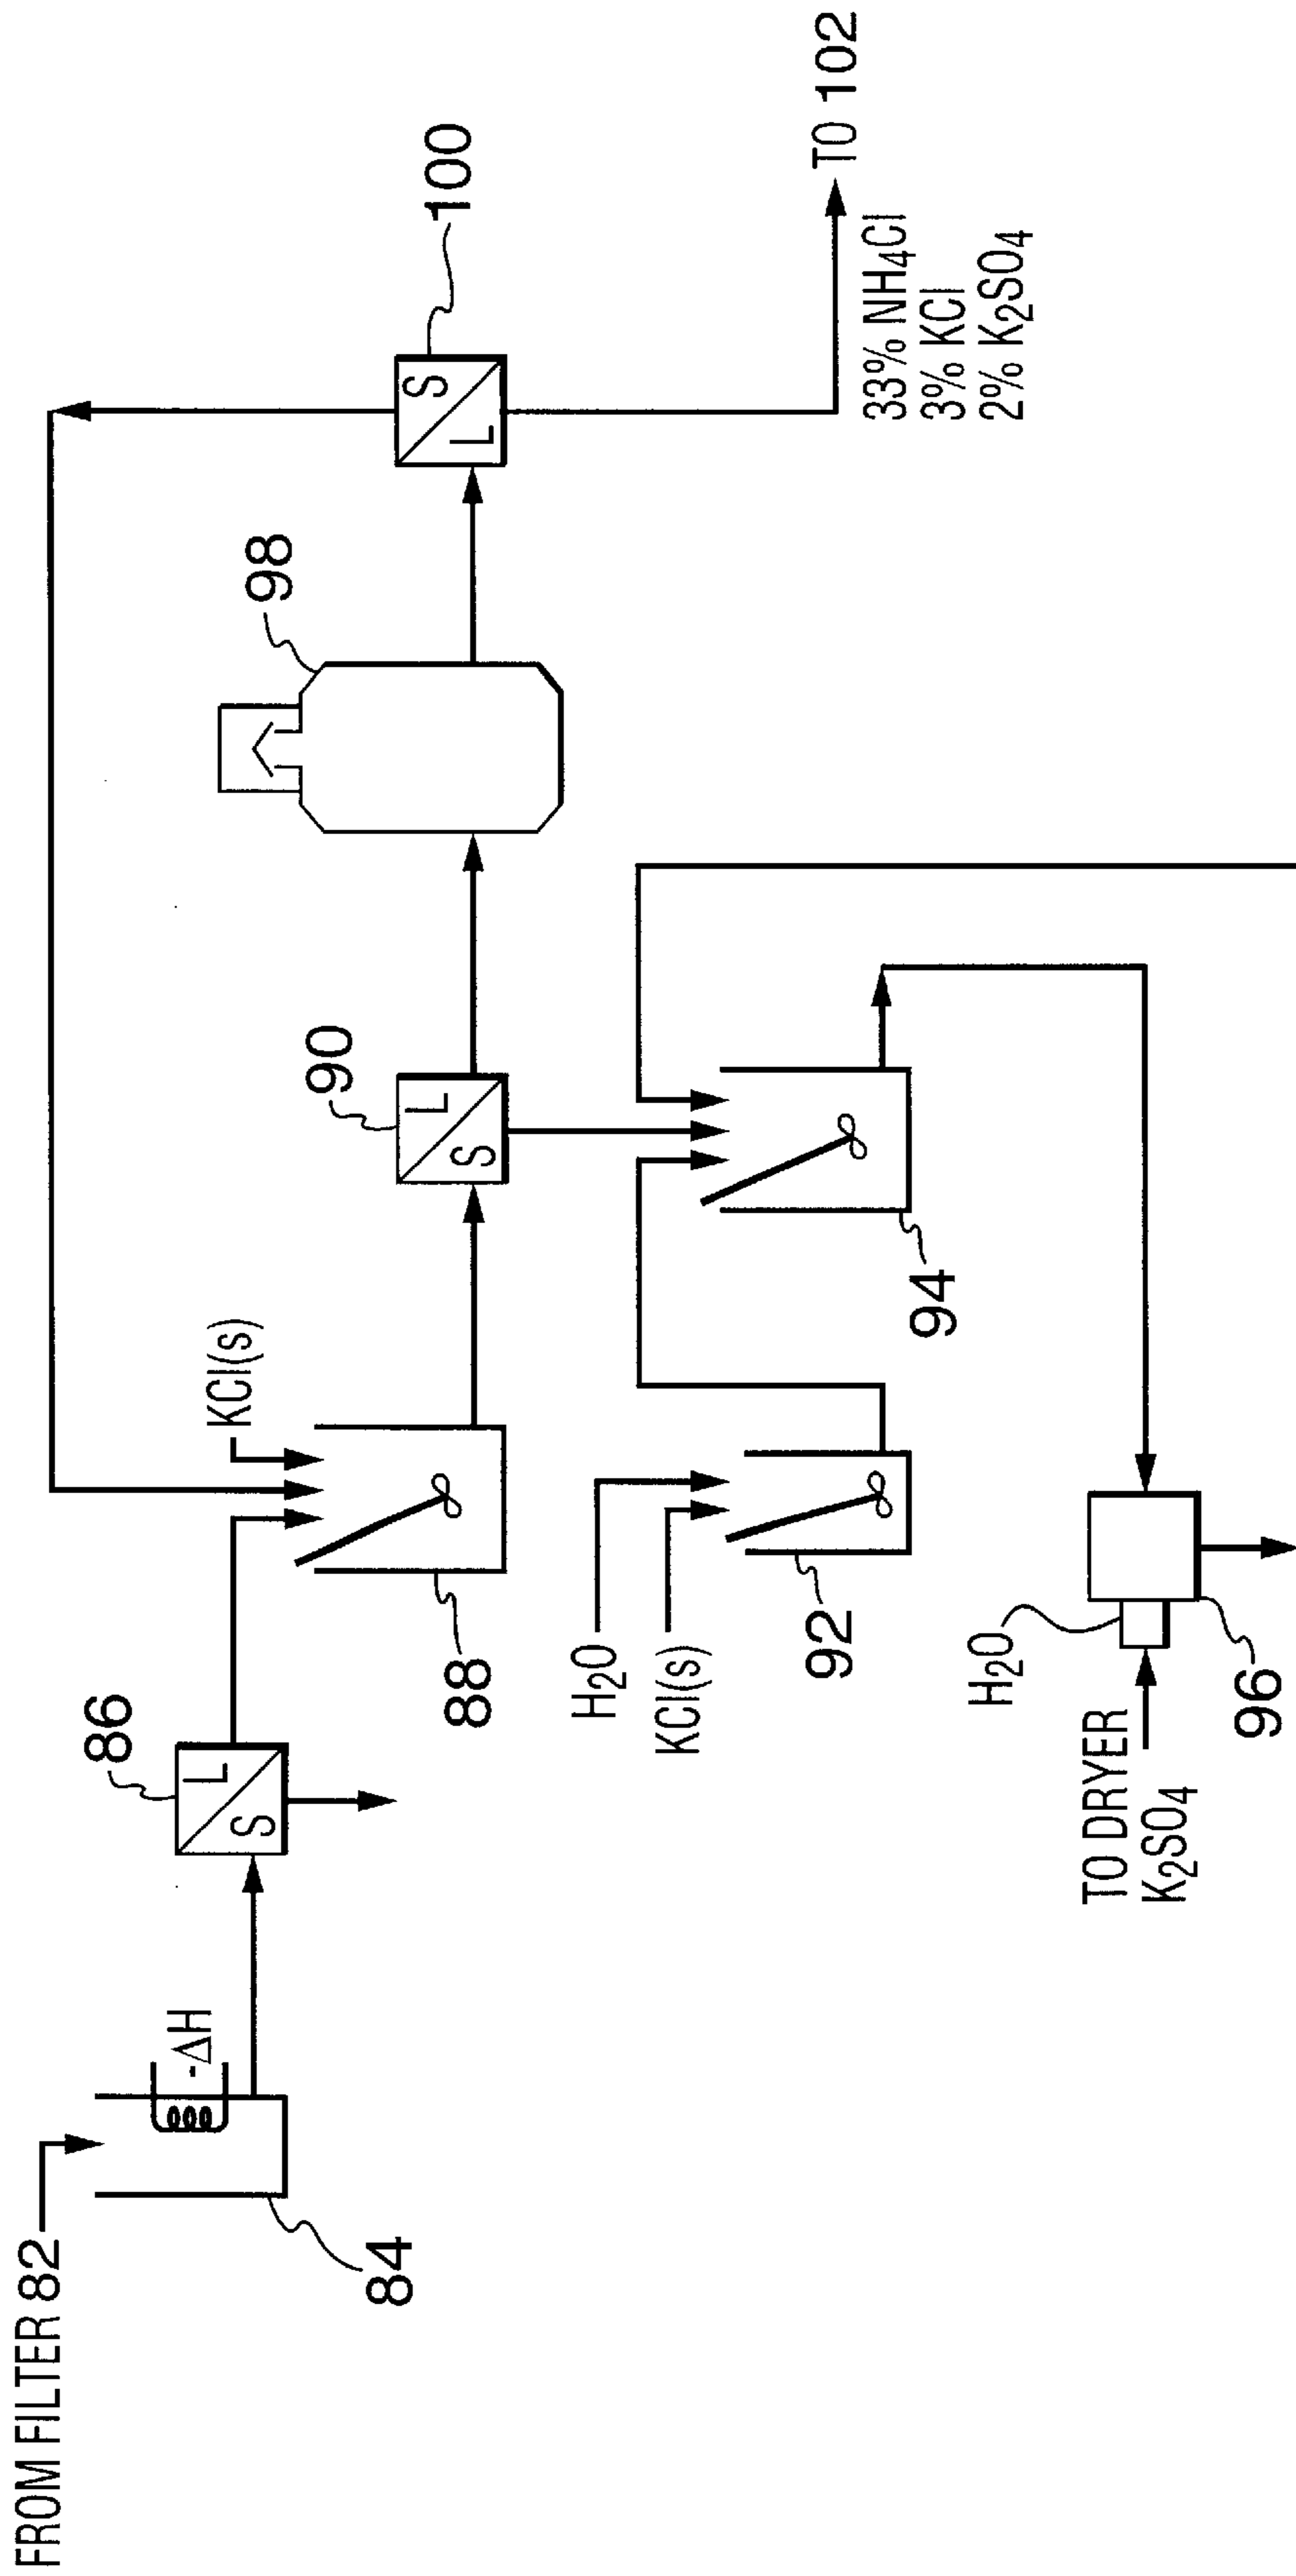 FROM FILTER 82
84
-ΔH
86
L
S
88
KCl(s)
90
L
S
98
S
L
100
TO 102
33% NH4Cl
3% KCl
2% K2SO4
H2O
KCl(s)
92
94
H2O
TO DRYER
K2SO4
96